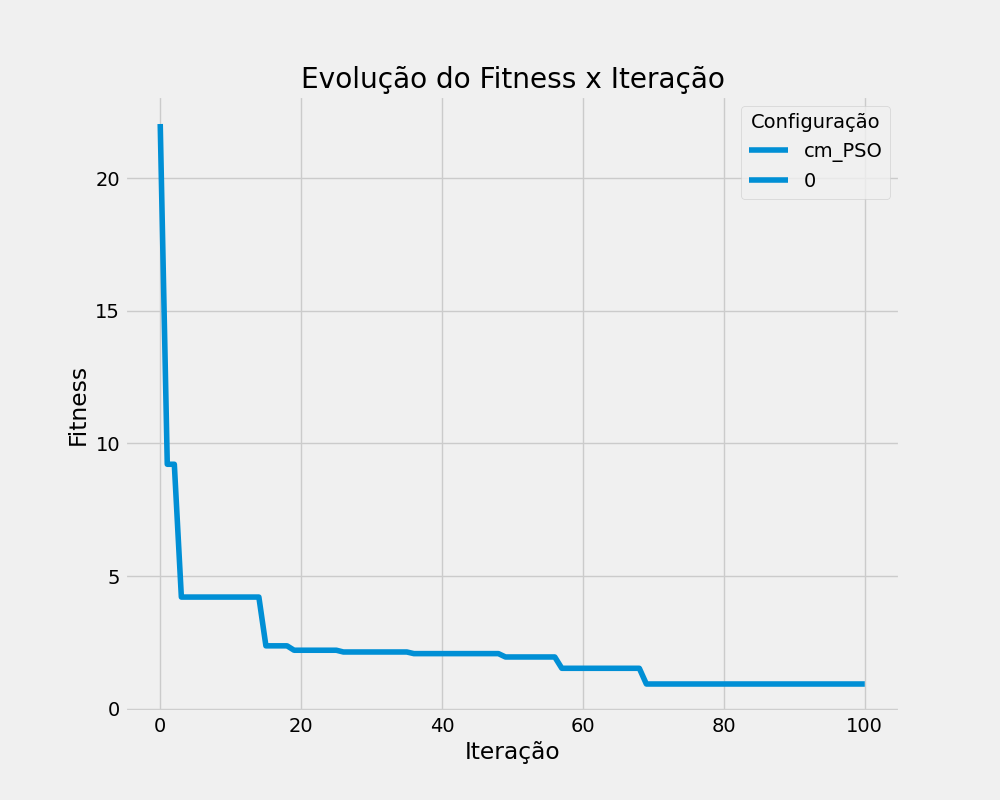 Evolução do Fitness x Iteração
Configuração
cm_PSO
0
Fitness
20
15
10
5
0
0 20 40 60 80 100
Iteração